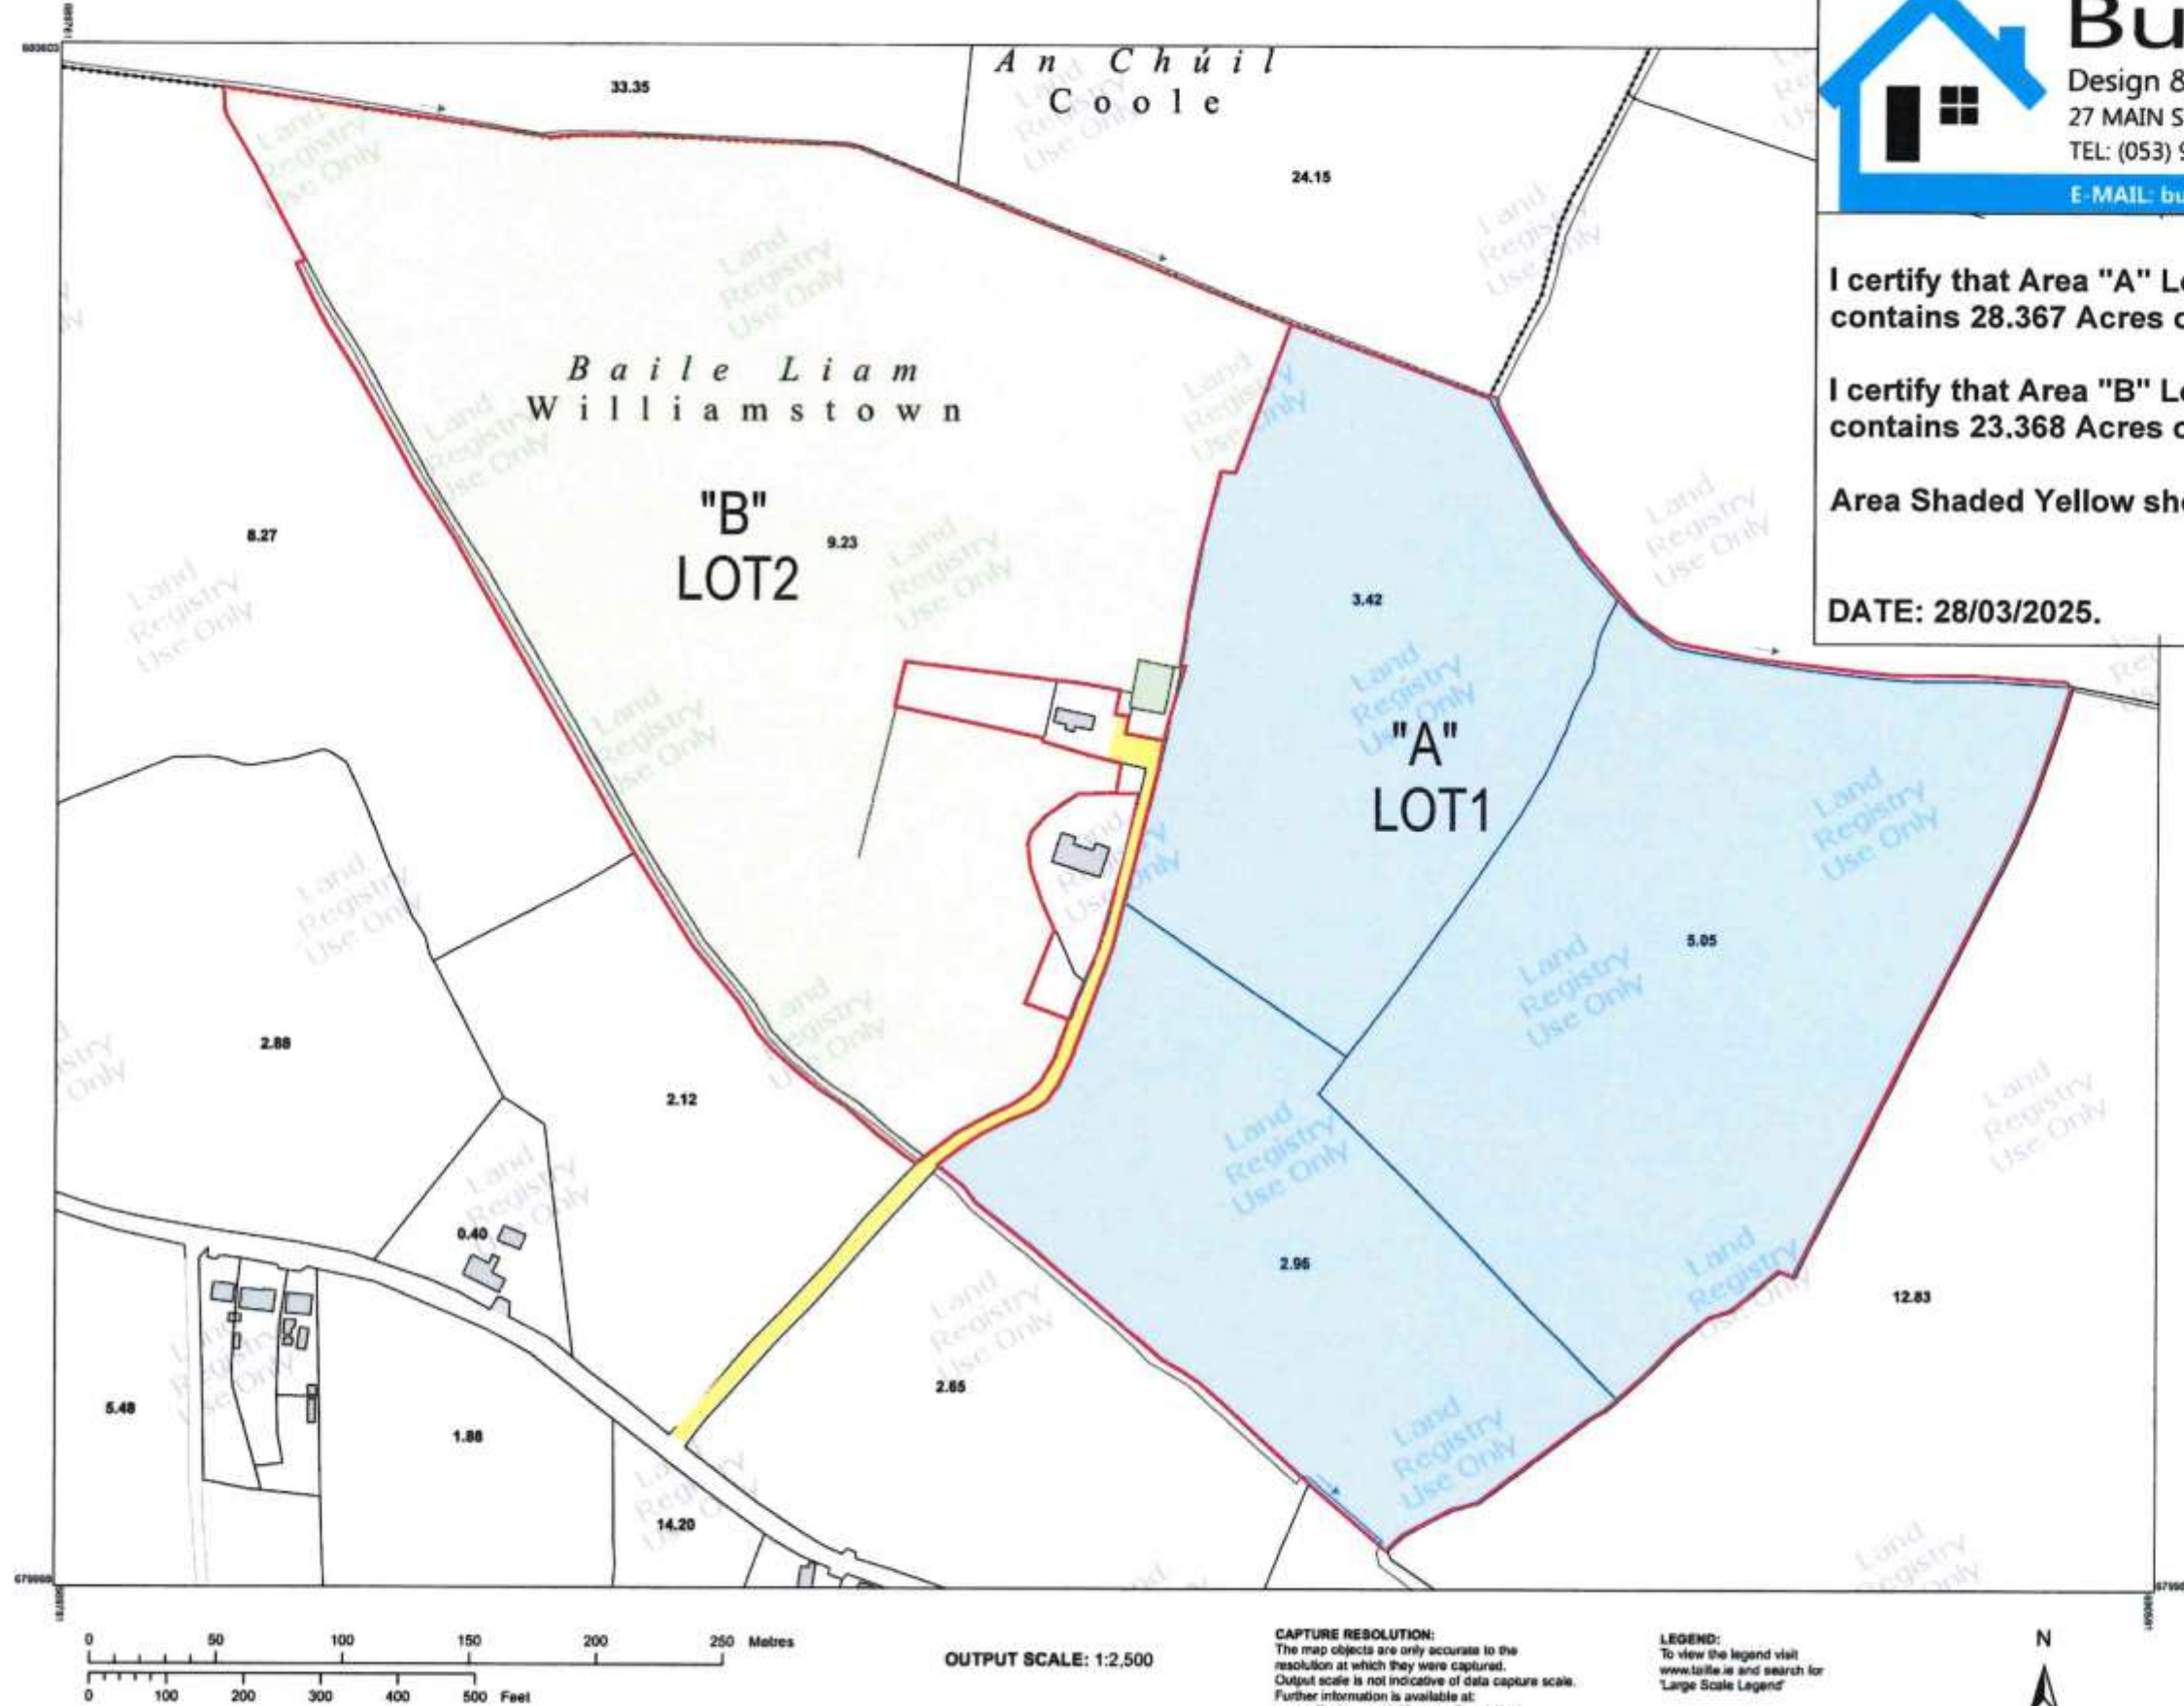 Bu
Design &
27 MAIN S
TEL: (053) 9
E-MAIL: bu
I certify that Area "A" L
contains 28.367 Acres
I certify that Area "B" L
contains 23.368 Acres
Area Shaded Yellow sh
DATE: 28/03/2025.
An Chúil
Coole
33.35
24.15
Baile Liam
Williamstown
"B"
LOT2
9.23
8.27
3.42
"A"
LOT1
5.05
2.88
2.12
0.40
2.96
12.83
2.65
5.48
1.88
14.20
Land
Registry
Use Only
0 50 100 150 200 250 Metres
0 100 200 300 400 500 Feet
OUTPUT SCALE: 1:2,500
CAPTURE RESOLUTION:
The map objects are only accurate to the
resolution at which they were captured.
Output scale is not indicative of data capture scale.
Further information is available at:
LEGEND:
To view the legend visit
www.tailte.ie and search for
'Large Scale Legend'
N